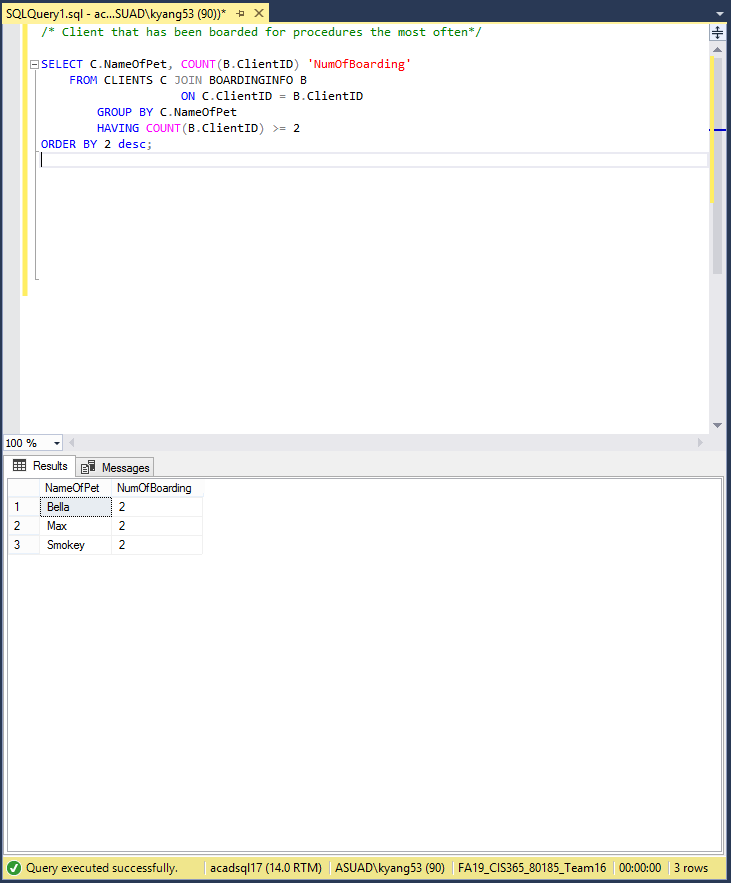 SQLQuery1.sql - ac...SUAD\kyang53 (90))*
/* Client that has been boarded for procedures the most often*/
SELECT C.NameOfPet, COUNT(B.ClientID) 'NumOfBoarding'
FROM CLIENTS C JOIN BOARDINGINFO B
ON C.ClientID = B.ClientID
GROUP BY C.NameOfPet
HAVING COUNT(B.ClientID) >= 2
ORDER BY 2 desc;
100 %
Results Messages
NameOfPet NumOfBoarding
1 Bella 2
2 Max 2
3 Smokey 2
Query executed successfully. acadsql17 (14.0 RTM) ASUAD\kyang53 (90) FA19_CIS365_80185_Team16 00:00:00 3 rows